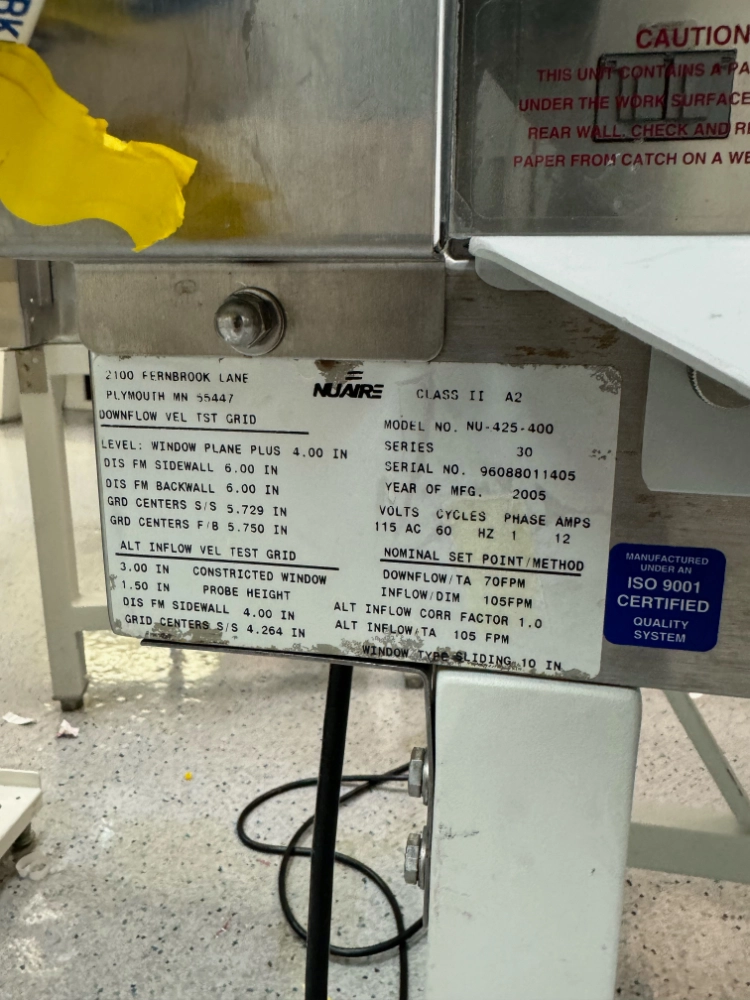 RK
CAUTION
THIS UNIT CONTAINS A PA
UNDER THE WORK SURFACE
REAR WALL. CHECK AND RE
PAPER FROM CATCH ON A WE
2100 FERNBROOK LANE
PLYMOUTH MN 55447
NUAIRE
CLASS II A2
DOWNFLOW VEL TST GRID
LEVEL: WINDOW PLANE PLUS 4.00 IN
DIS FM SIDEWALL 6.00 IN
DIS FM BACKWALL 6.00 IN
GRD CENTERS S/S 5.729 IN
GRD CENTERS F/B 5.750 IN
ALT INFLOW VEL TEST GRID
3.00 IN CONSTRICTED WINDOW
1.50 IN PROBE HEIGHT
DIS FM SIDEWALL 4.00 IN
GRID CENTERS S/S 4.264 IN
MODEL NO. NU-425-400
SERIES 30
SERIAL NO. 96088011405
YEAR OF MFG. 2005
VOLTS CYCLES PHASE AMPS
115 AC 60 HZ 1 12
NOMINAL SET POINT/METHOD
DOWNFLOW/TA 70FPM
INFLOW/DIM 105FPM
ALT INFLOW CORR FACTOR 1.0
ALT INFLOW/TA 105 FPM
WINDOW TYPE SLIDING 10 IN
MANUFACTURED
UNDER AN
ISO 9001
CERTIFIED
QUALITY
SYSTEM